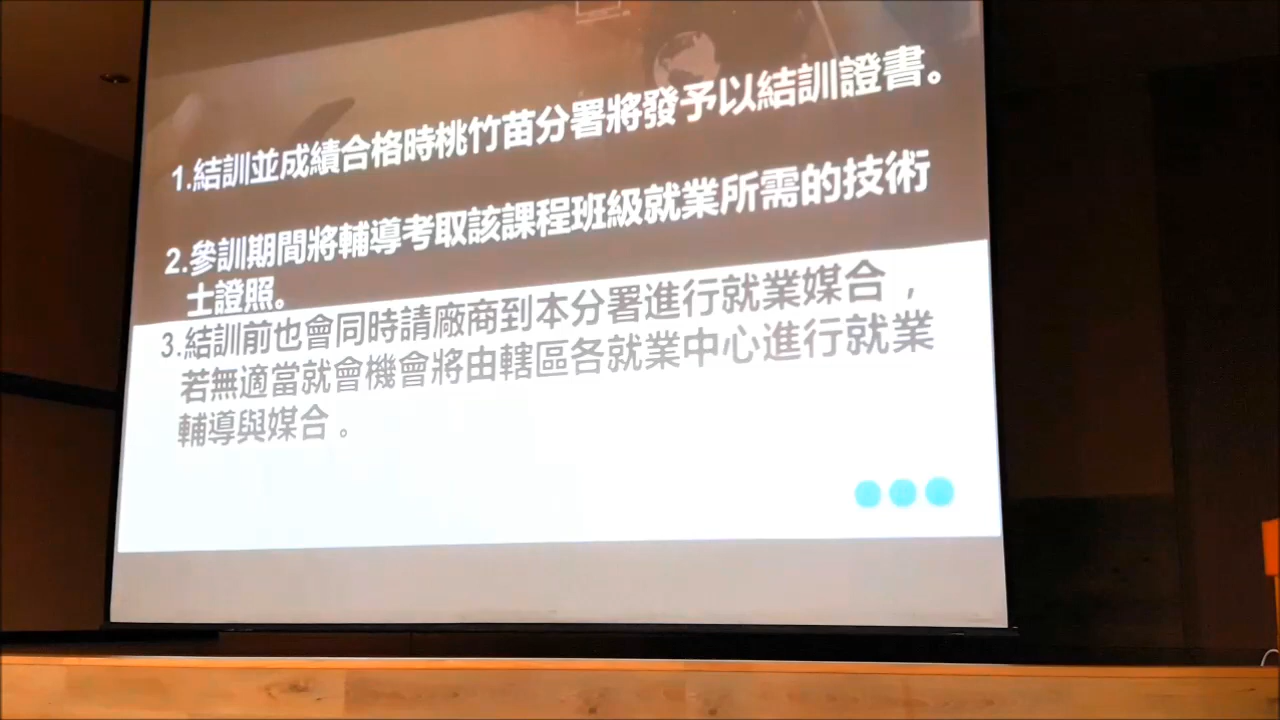 1.結訓並成績合格時桃竹苗分署將發予以結訓證書。
2.參訓期間將輔導考取該課程班級就業所需的技術
士證照。
3.結訓前也會同時請廠商到本分署進行就業媒合，
若無適當就會機會將由轄區各就業中心進行就業
輔導與媒合。